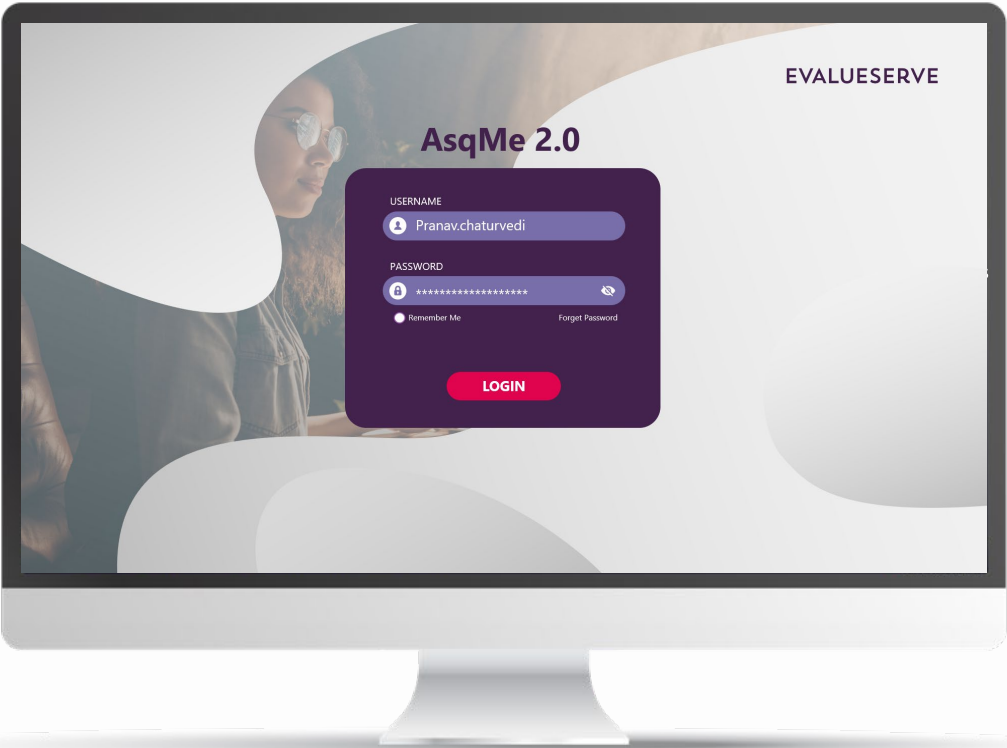 EVALUESERVE
AsqMe 2.0
USERNAME
Pranav.chaturvedi
PASSWORD
*******************
Remember Me
Forget Password
LOGIN